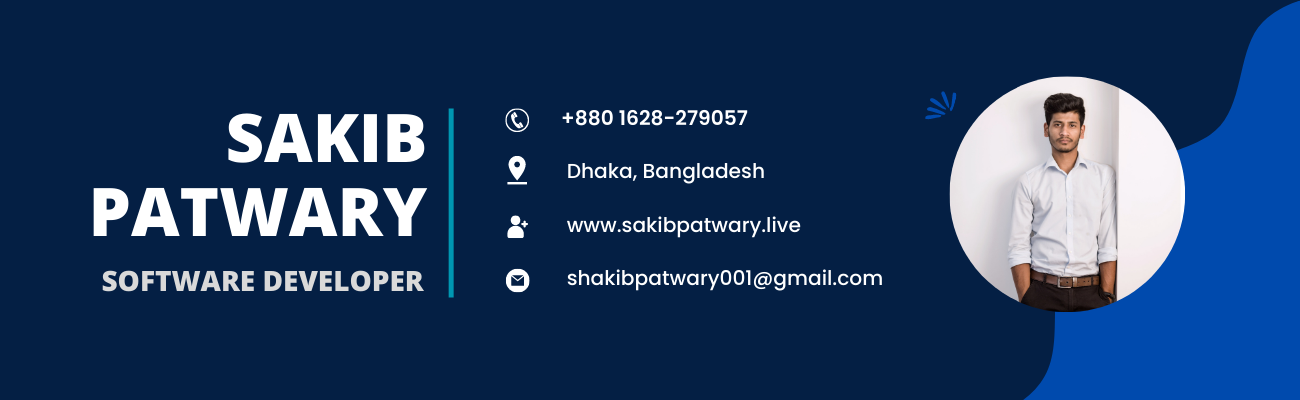 SAKIB
PATWARY
SOFTWARE DEVELOPER
+880 1628-279057
Dhaka, Bangladesh
www.sakibpatwary.live
shakibpatwary001@gmail.com